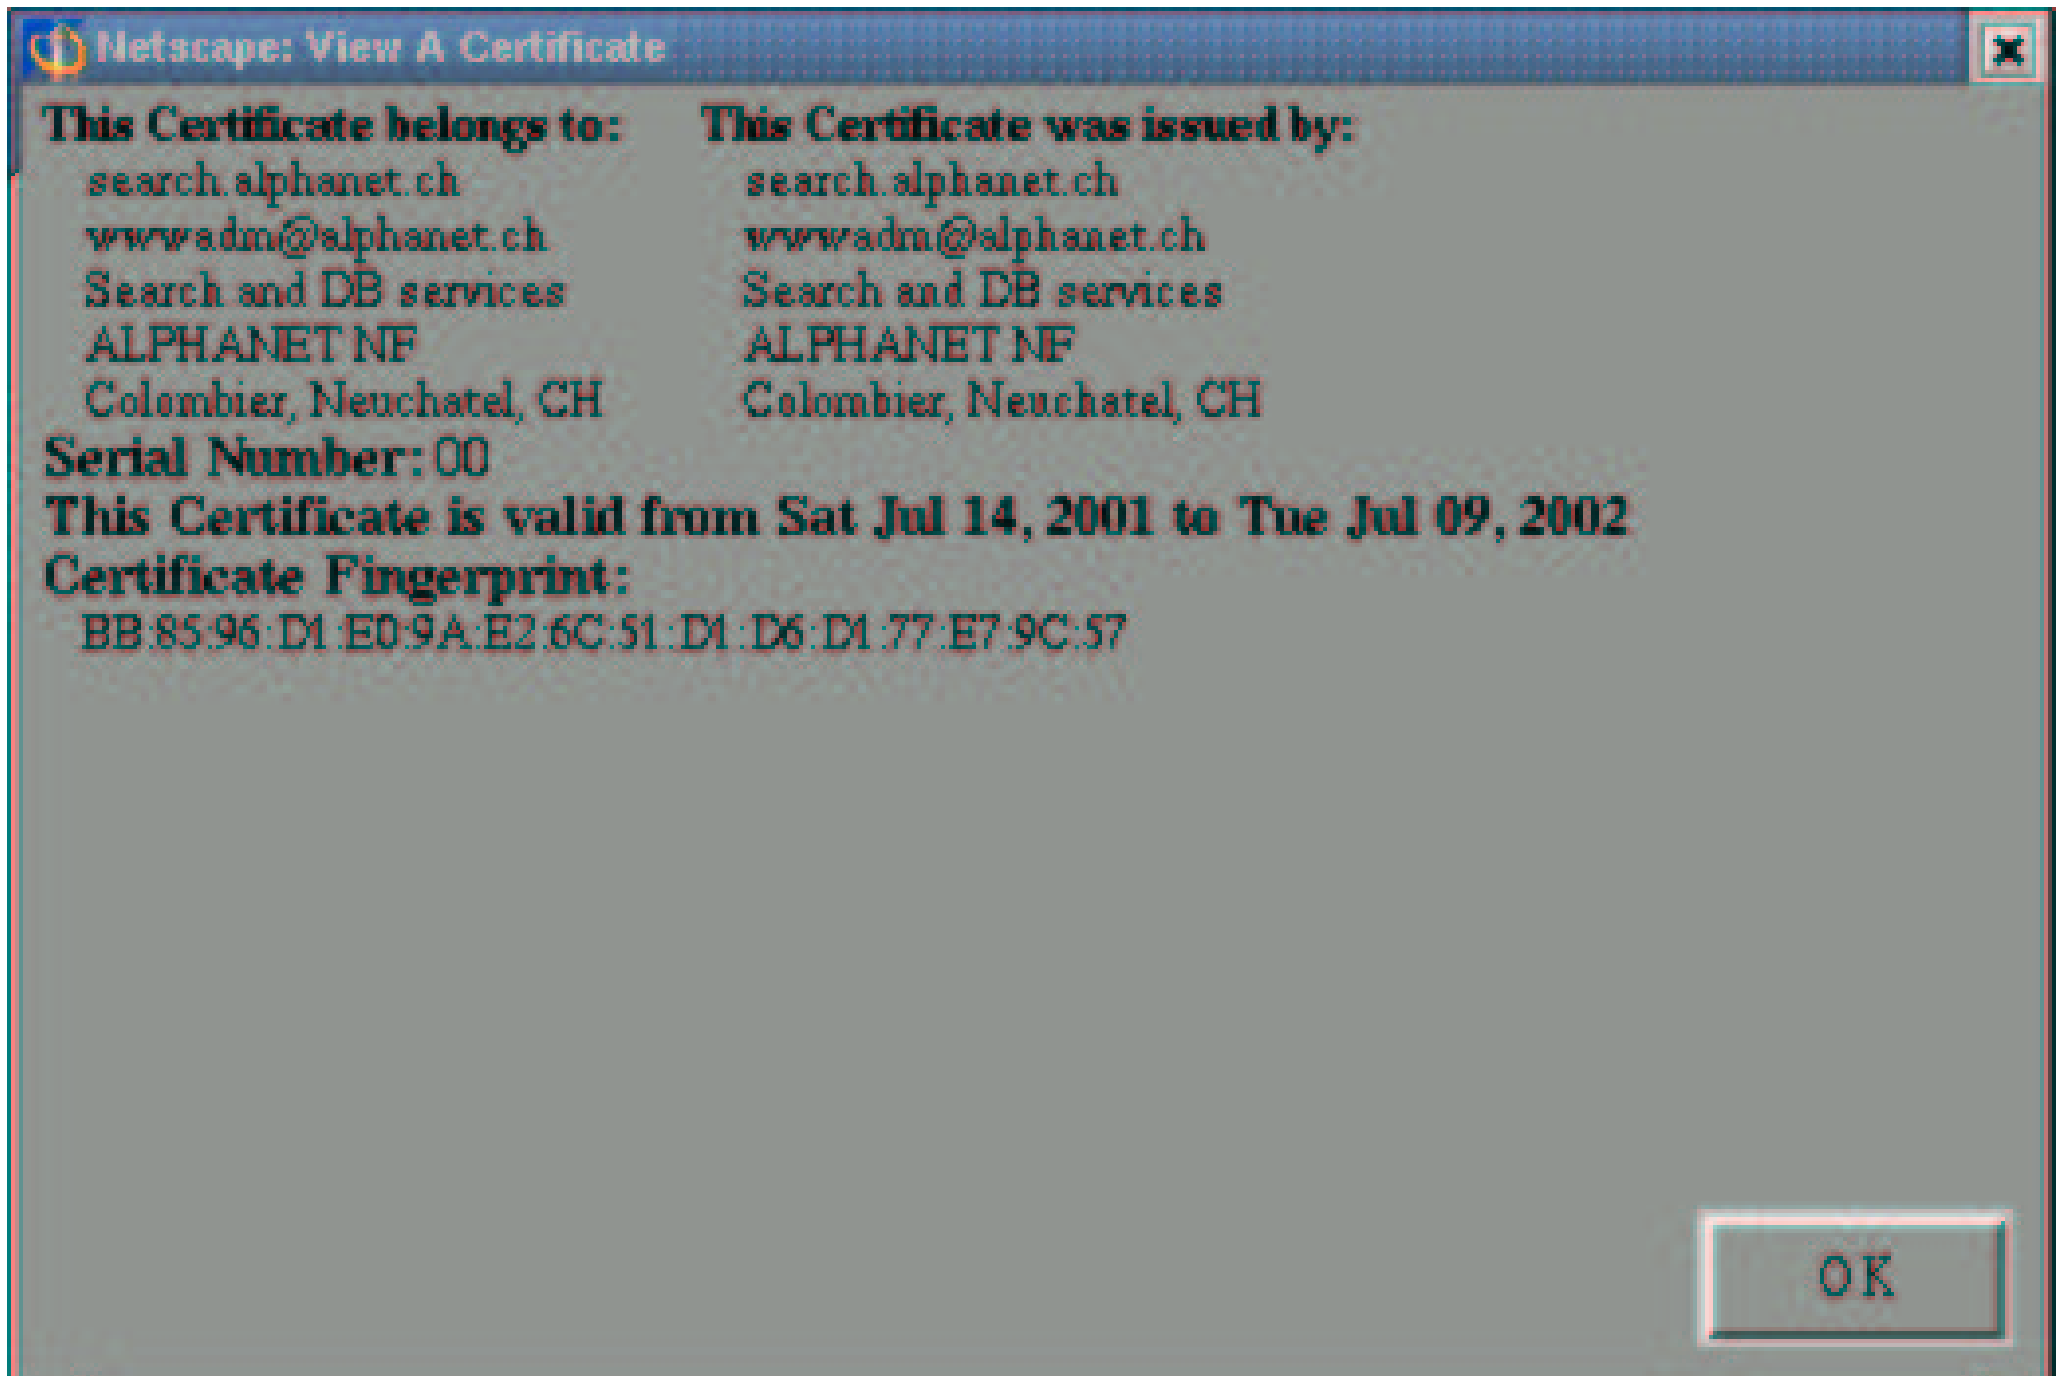 Netscape: View A Certificate
This Certificate belongs to:
search.alphanet.ch
wwwadm@alphanet.ch
Search and DB services
ALPHANET NF
Colombier, Neuchatel, CH
This Certificate was issued by:
search.alphanet.ch
wwwadm@alphanet.ch
Search and DB services
ALPHANET NF
Colombier, Neuchatel, CH
Serial Number: 00
This Certificate is valid from Sat Jul 14, 2001 to Tue Jul 09, 2002
Certificate Fingerprint:
BB:85:96:D1:E0:9A:E2:6C:51:D1:D6:D1:77:E7:9C:57
OK